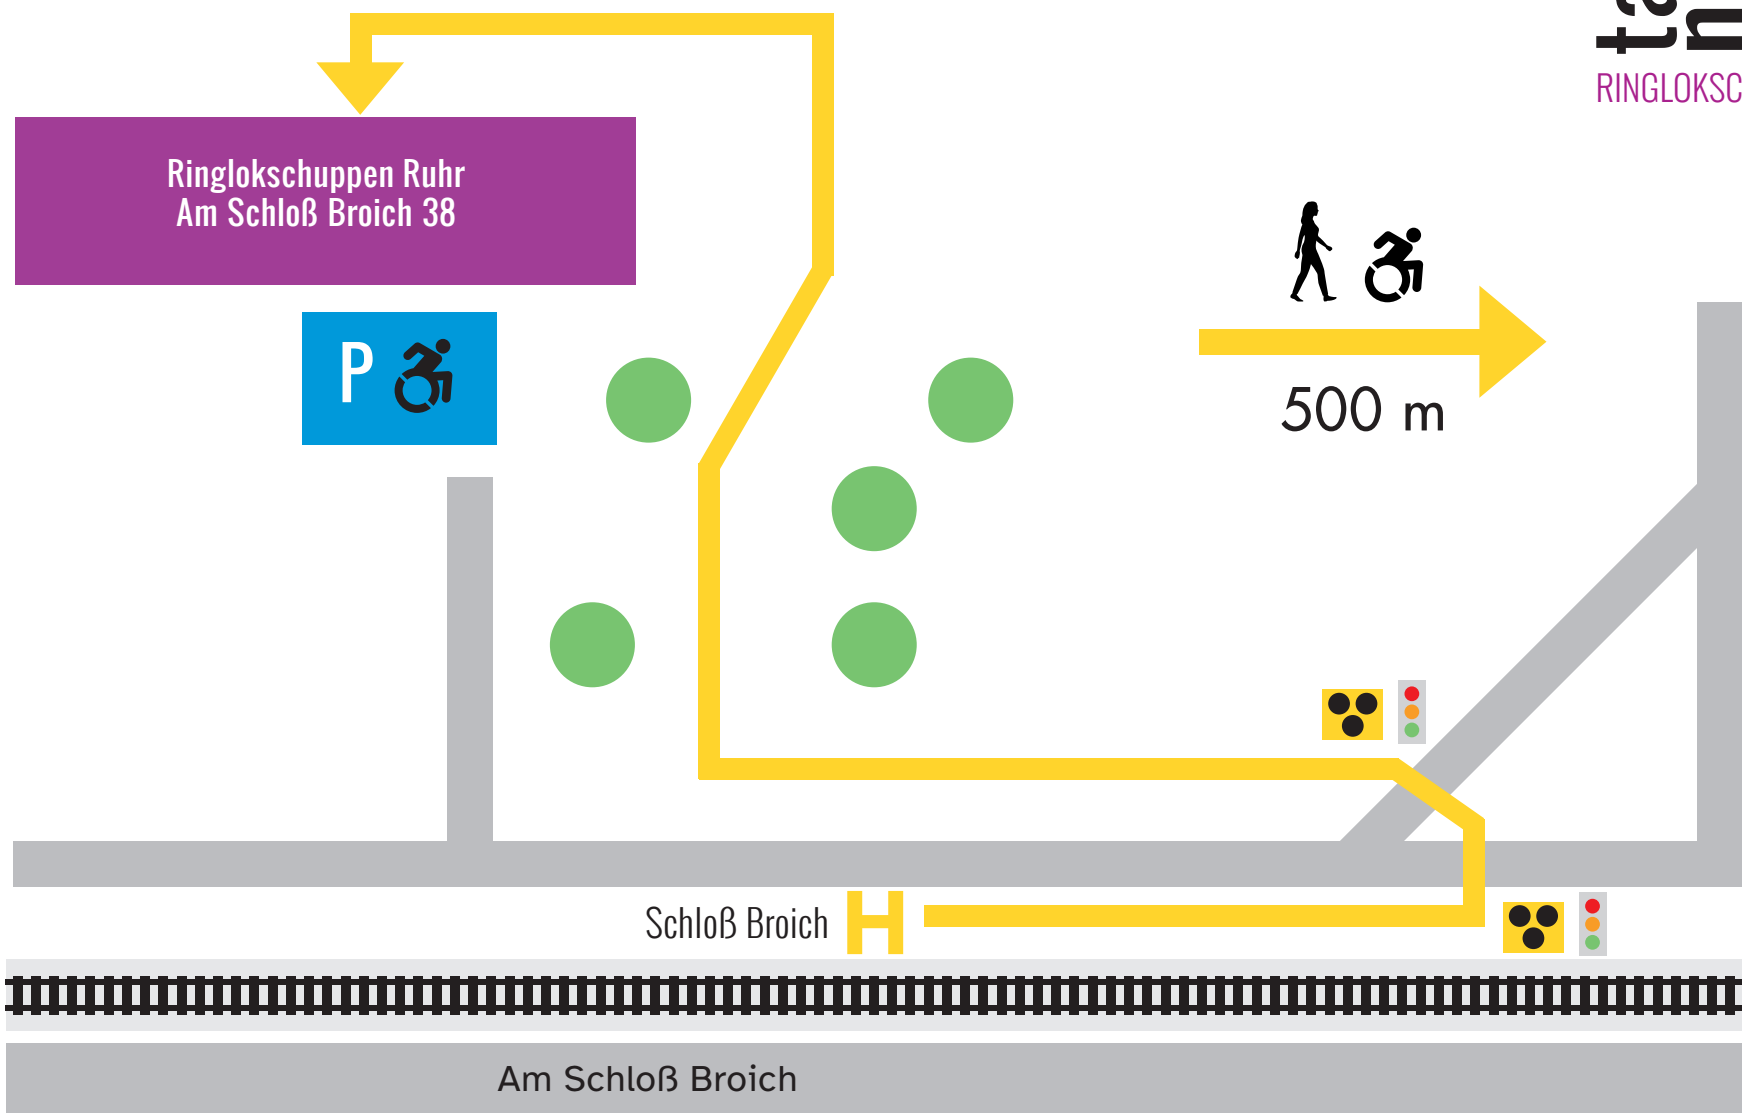 RINGLOKSC
Ringlokschuppen Ruhr
Am Schloß Broich 38
P
500 m
Schloß Broich H
Am Schloß Broich